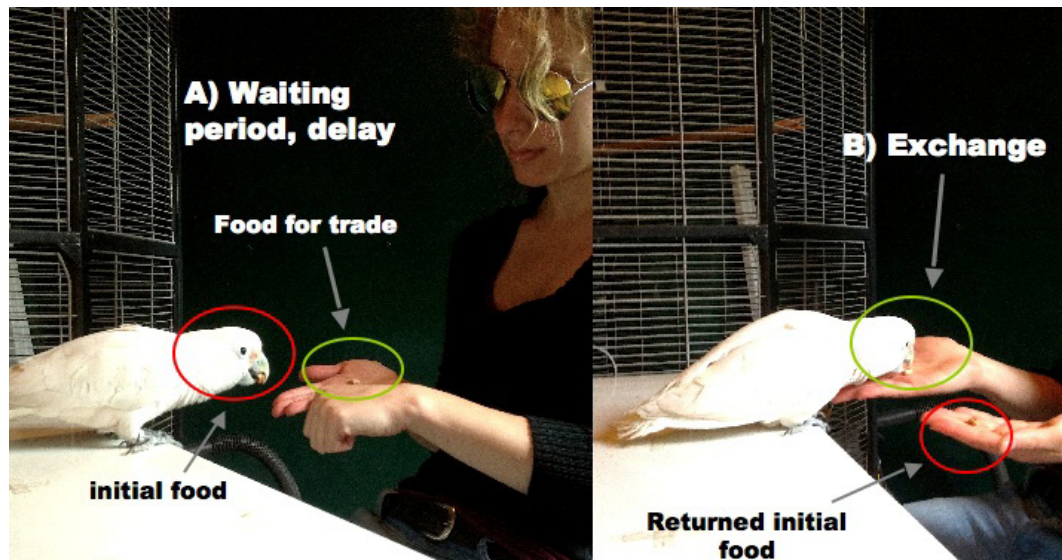 A) Waiting
period, delay
Food for trade
initial food
B) Exchange
Returned initial
food